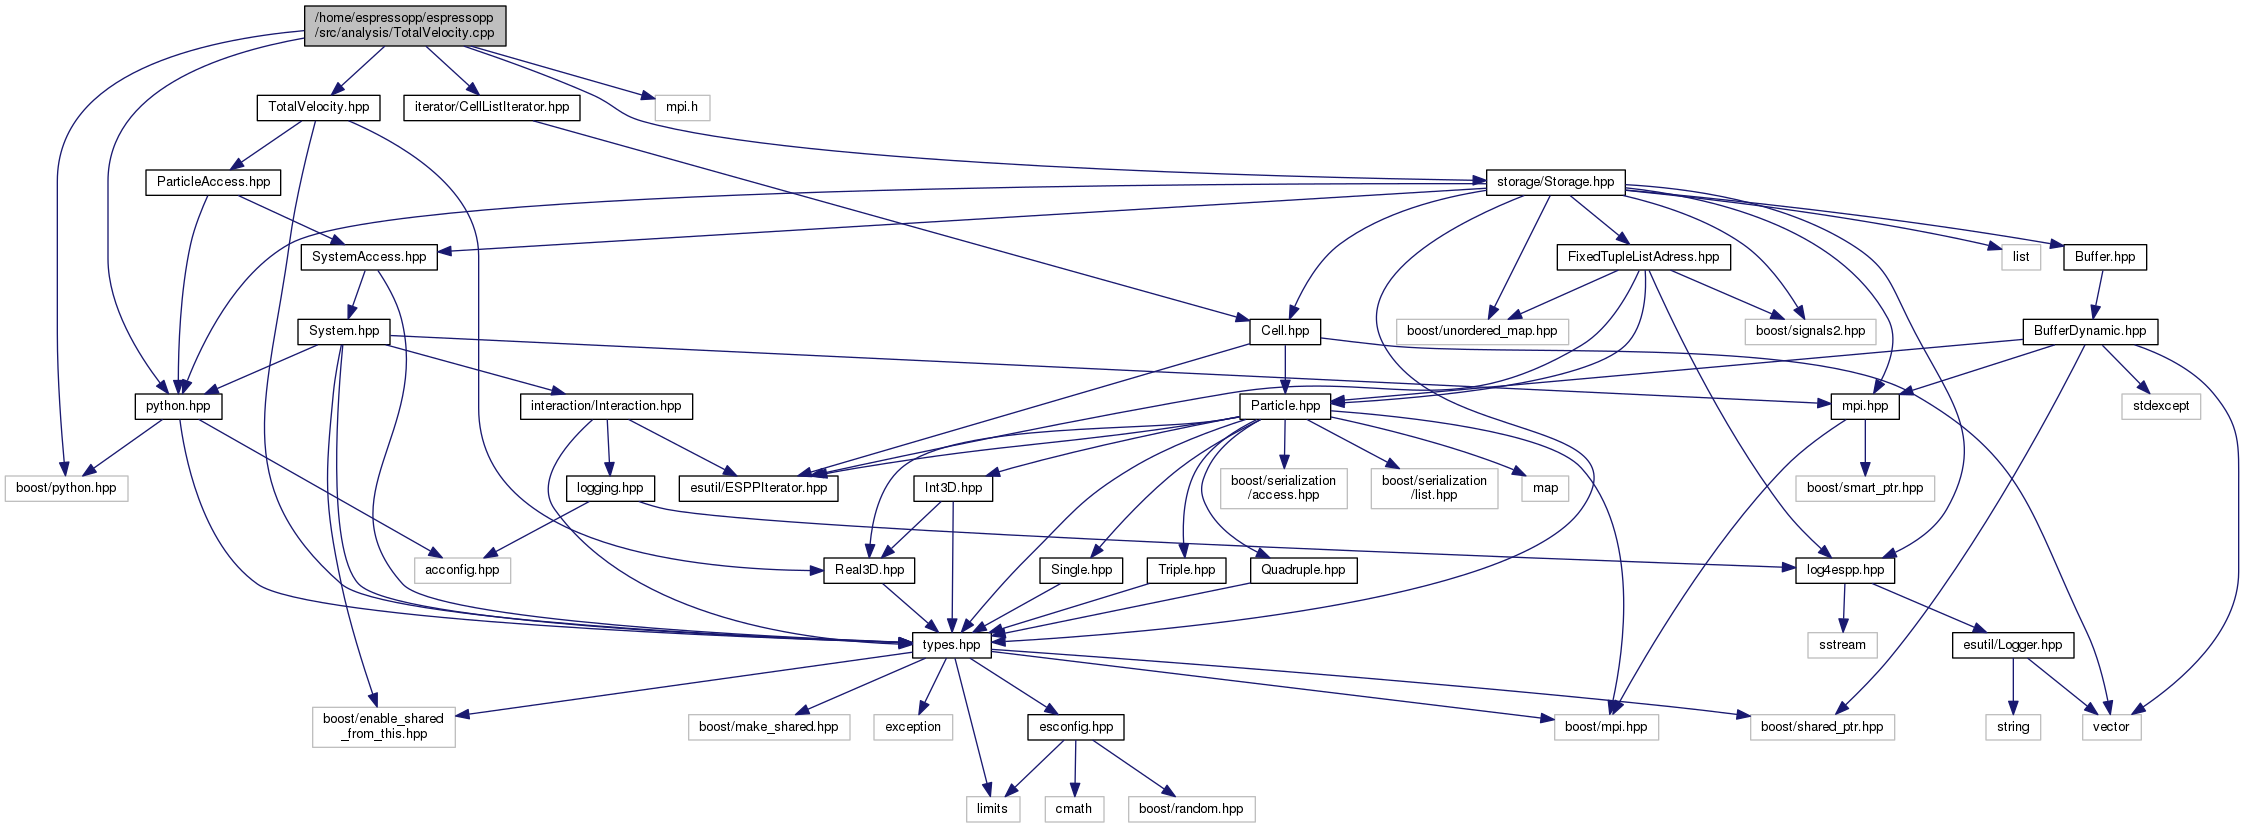 /home/espressopp/espressopp
/src/analysis/TotalVelocity.cpp
TotalVelocity.hpp
iterator/CellListIterator.hpp
mpi.h
ParticleAccess.hpp
storage/Storage.hpp
SystemAccess.hpp
FixedTupleListAdress.hpp
list
Buffer.hpp
System.hpp
Cell.hpp
boost/unordered_map.hpp
boost/signals2.hpp
BufferDynamic.hpp
python.hpp
interaction/Interaction.hpp
Particle.hpp
mpi.hpp
stdexcept
boost/python.hpp
logging.hpp
esutil/ESPPIterator.hpp
Int3D.hpp
boost/serialization
/access.hpp
boost/serialization
/list.hpp
map
boost/smart_ptr.hpp
acconfig.hpp
Real3D.hpp
Single.hpp
Triple.hpp
Quadruple.hpp
log4espp.hpp
types.hpp
sstream
esutil/Logger.hpp
boost/enable_shared
_from_this.hpp
boost/make_shared.hpp
exception
esconfig.hpp
boost/mpi.hpp
boost/shared_ptr.hpp
string
vector
limits
cmath
boost/random.hpp